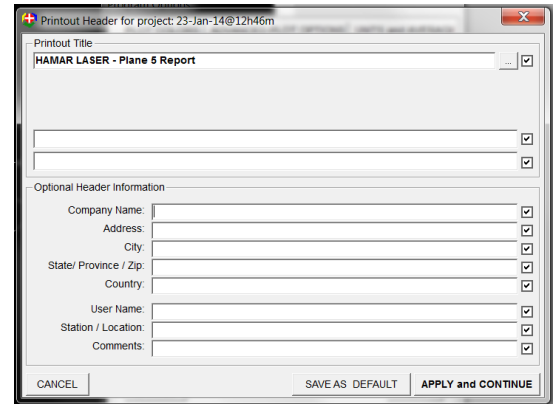 Printout Header for project: 23-Jan-14@12h46m
Printout Title
HAMAR LASER - Plane 5 Report
...
Optional Header Information
Company Name:
Address:
City:
State/ Province / Zip:
Country:
User Name:
Station / Location:
Comments:
CANCEL
SAVE AS DEFAULT
APPLY and CONTINUE